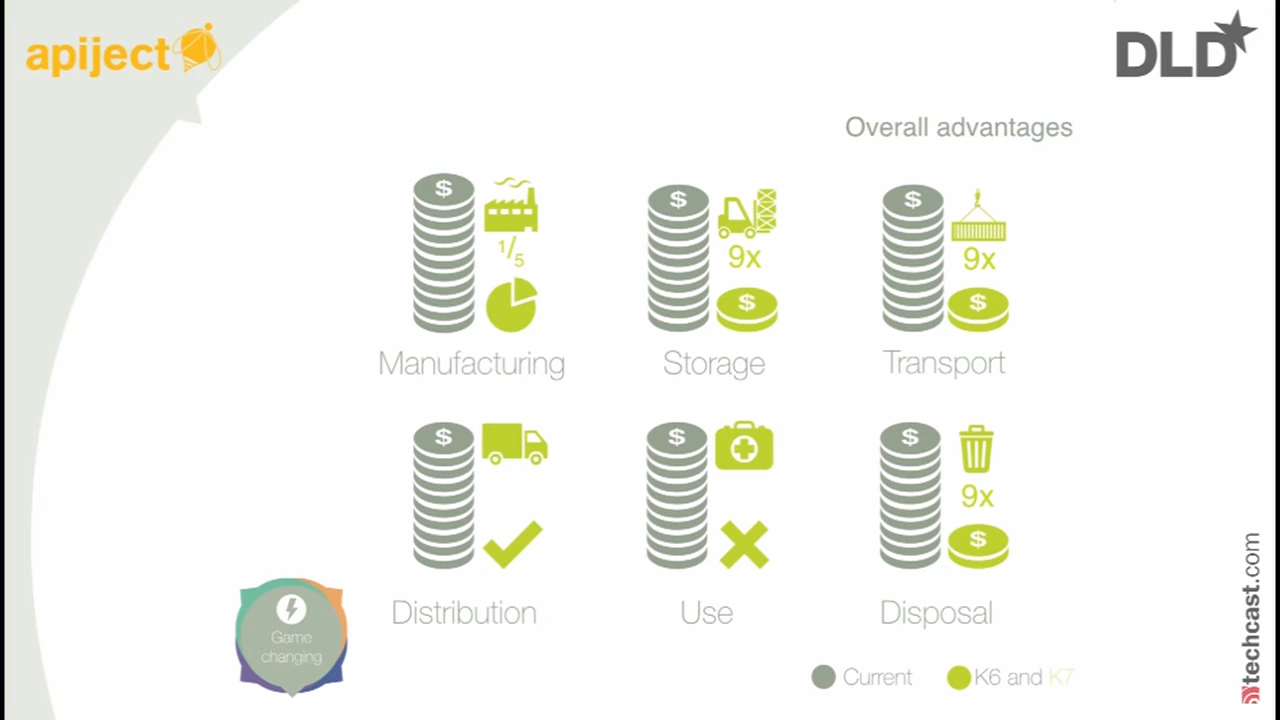 apiject
DLD
Overall advantages
$
1/5
Manufacturing
$
9x
$
Storage
$
9x
$
Transport
$
Distribution
$
Use
$
9x
$
Disposal
Game
changing
Current
K6 and K7
techcast.com